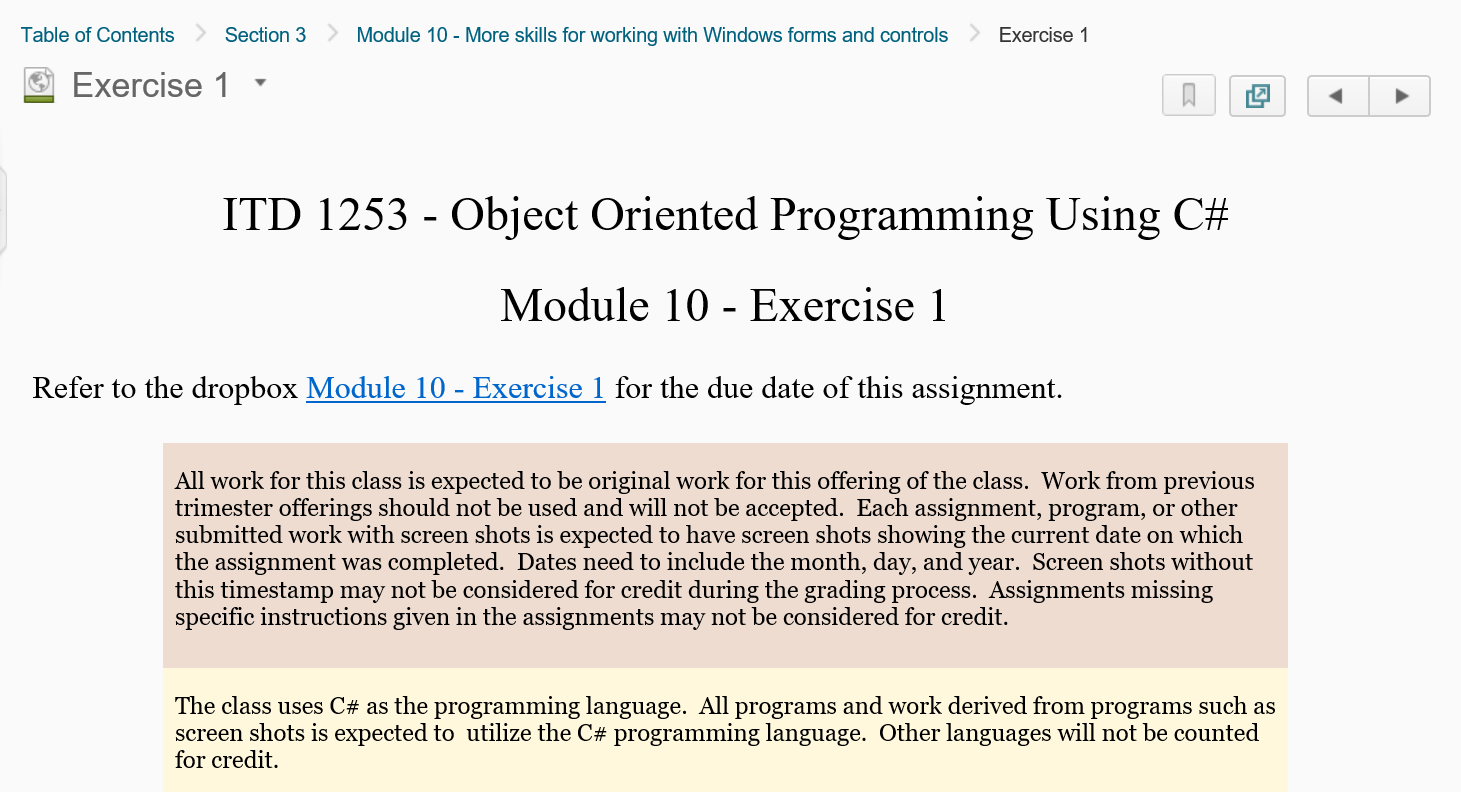 Table of Contents Section 3 Module 10 - More skills for working with Windows forms and controls Exercise 1
Exercise 1
ITD 1253 - Object Oriented Programming Using C#
Module 10 - Exercise 1
Refer to the dropbox Module 10 - Exercise 1 for the due date of this assignment.
All work for this class is expected to be original work for this offering of the class.  Work from previous
trimester offerings should not be used and will not be accepted.  Each assignment, program, or other
submitted work with screen shots is expected to have screen shots showing the current date on which
the assignment was completed.  Dates need to include the month, day, and year.  Screen shots without
this timestamp may not be considered for credit during the grading process.  Assignments missing
specific instructions given in the assignments may not be considered for credit.
The class uses C# as the programming language.  All programs and work derived from programs such as
screen shots is expected to  utilize the C# programming language.  Other languages will not be counted
for credit.